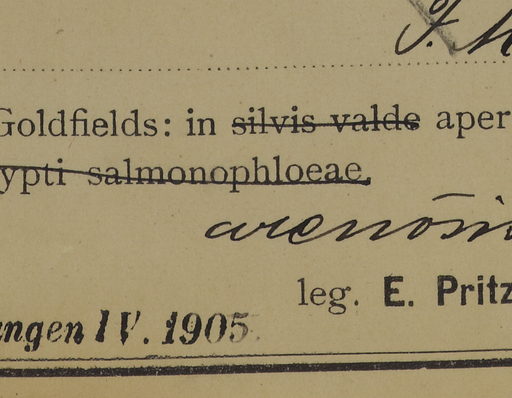 F. M
Goldfields: in silvis valde aper
ypti salmonophloeae,
arenosis
leg. E. Pritz
ngen IV. 1905